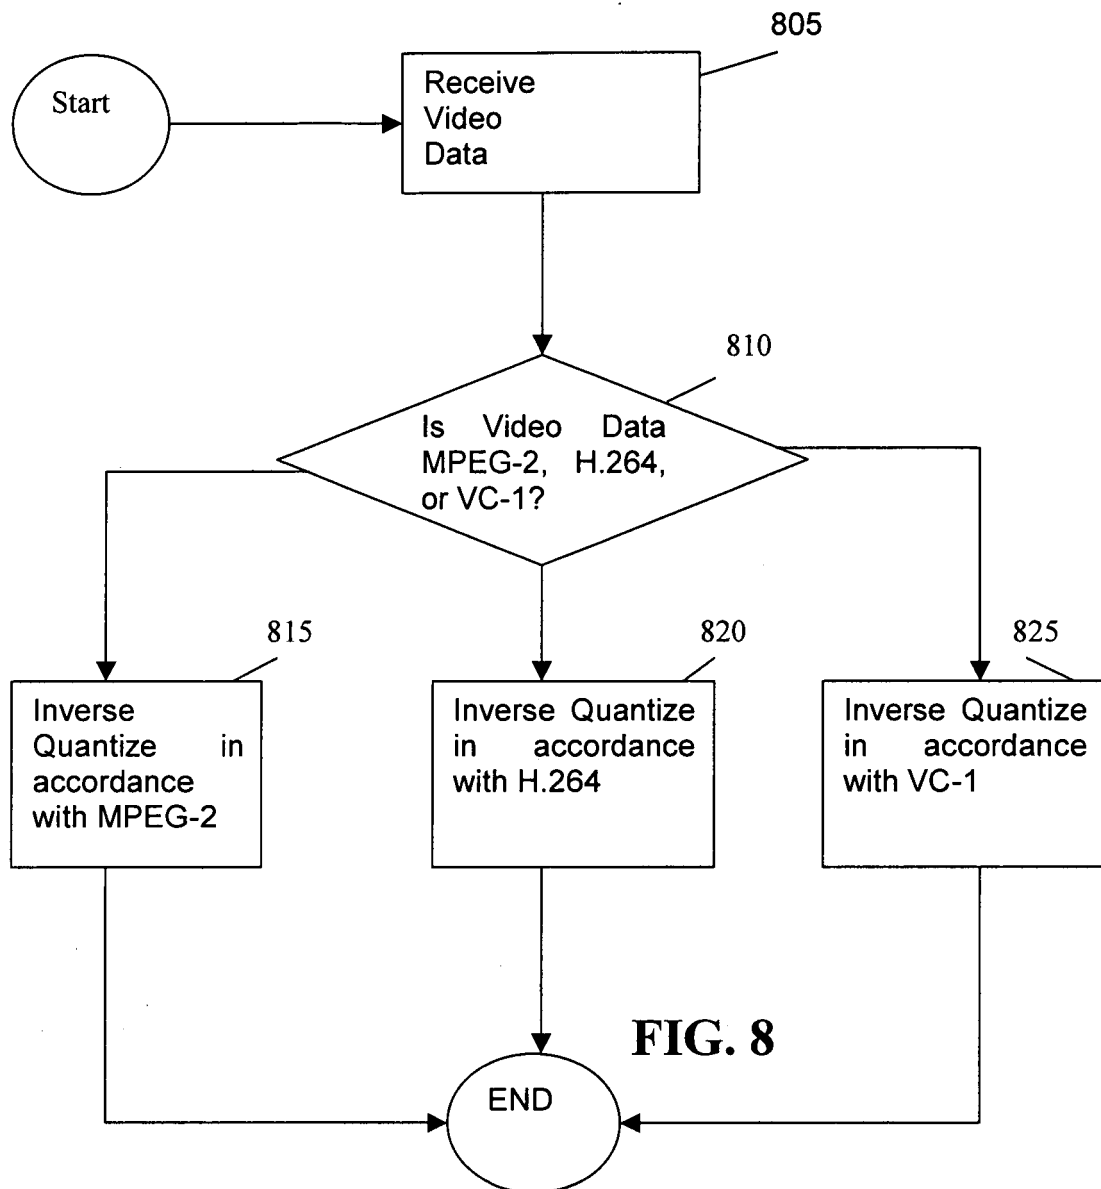 805
Start
Receive
Video
Data
810
Is Video Data
MPEG-2, H.264,
or VC-1?
815
820
825
Inverse
Quantize in
accordance
with MPEG-2
Inverse Quantize
in accordance
with H.264
Inverse Quantize
in accordance
with VC-1
FIG. 8
END